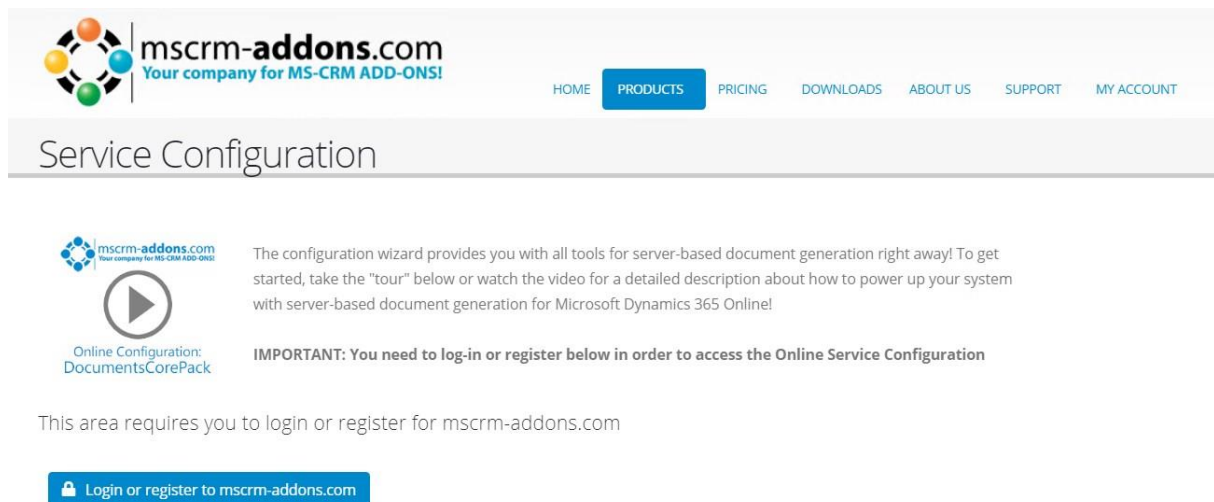 mscrm-addons.com
Your company for MS-CRM ADD-ONS!
HOME PRODUCTS PRICING DOWNLOADS ABOUT US SUPPORT MY ACCOUNT
Service Configuration
mscrm-addons.com
Your company for MS-CRM ADD-ONS!
Online Configuration:
DocumentsCorePack
The configuration wizard provides you with all tools for server-based document generation right away! To get
started, take the "tour" below or watch the video for a detailed description about how to power up your system
with server-based document generation for Microsoft Dynamics 365 Online!
IMPORTANT: You need to log-in or register below in order to access the Online Service Configuration
This area requires you to login or register for mscrm-addons.com
Login or register to mscrm-addons.com